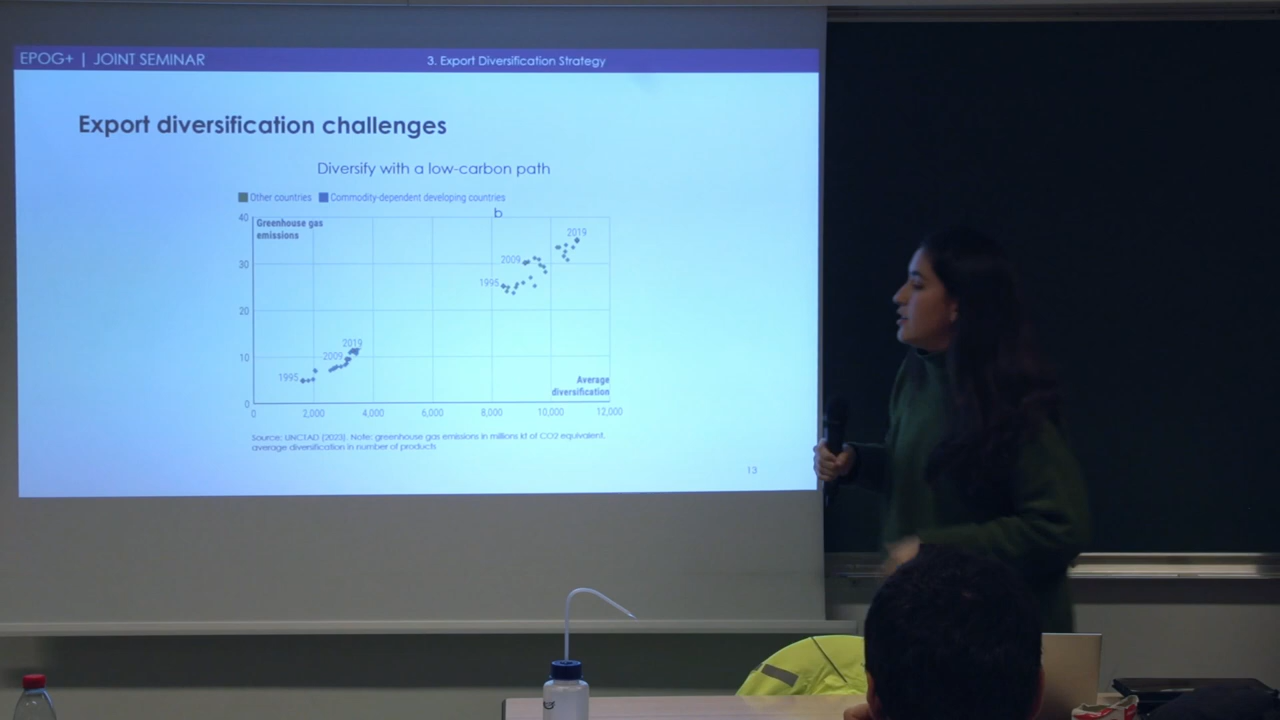 EPOG+ | JOINT SEMINAR
3. Export Diversification Strategy
Export diversification challenges
Diversify with a low-carbon path
Other countries
Commodity-dependent developing countries
b
40
Greenhouse gas
emissions
2019
30
2009
1995
20
2019
10
2009
1995
Average
diversification
0
0
2,000
4,000
6,000
8,000
10,000
12,000
Source: UNCTAD (2023). Note: greenhouse gas emissions in millions kt of CO2 equivalent,
average diversification in number of products
13